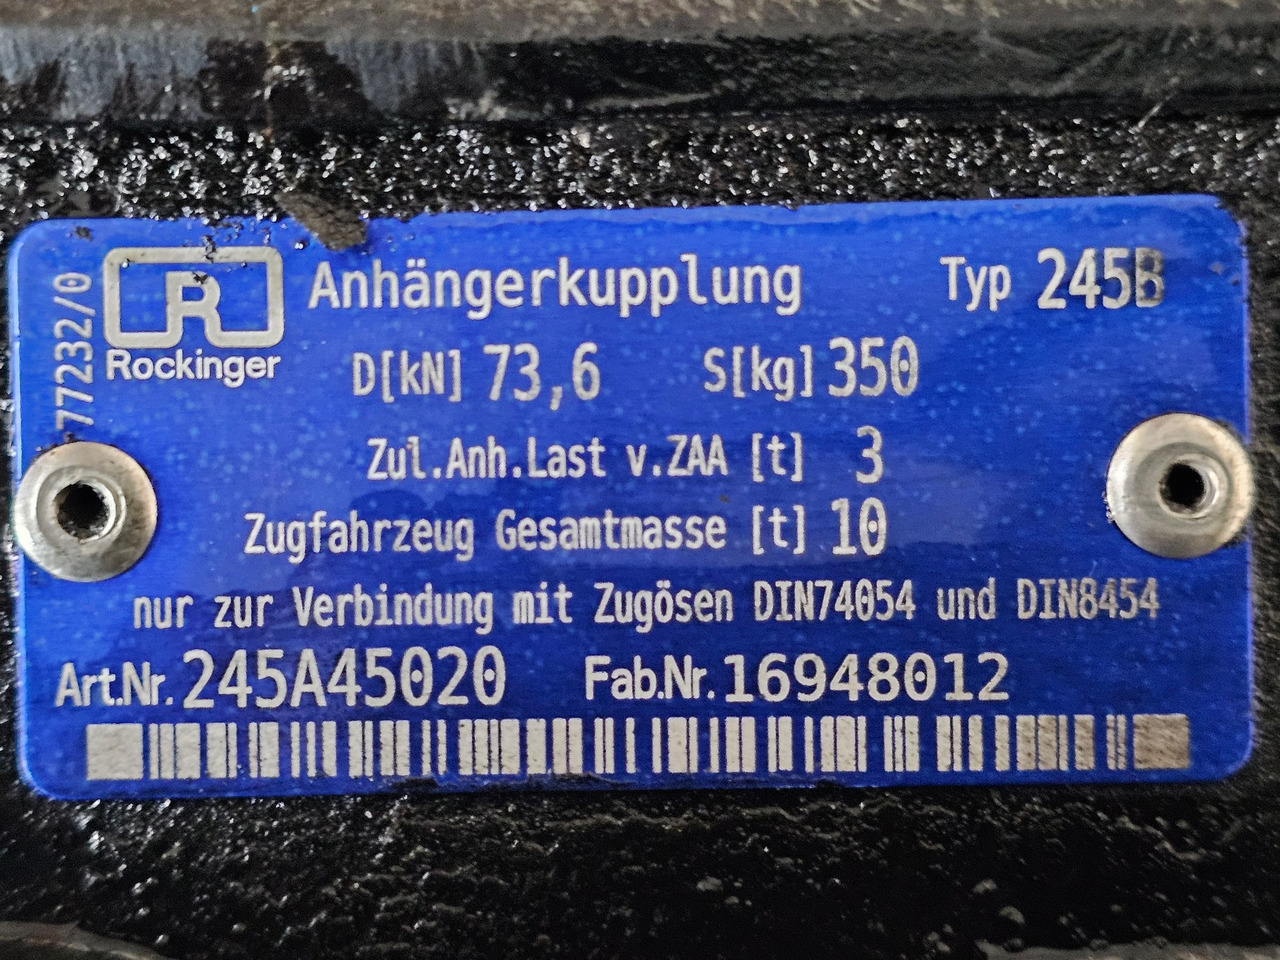 Rockinger
77232/0
Anhängerkupplung Typ 245B
D[kN] 73,6 S[kg] 350
Zul.Anh.Last v.ZAA [t] 3
Zugfahrzeug Gesamtmasse [t] 10
nur zur Verbindung mit Zugösen DIN74054 und DIN8454
Art.Nr. 245A45020 Fab.Nr. 16948012